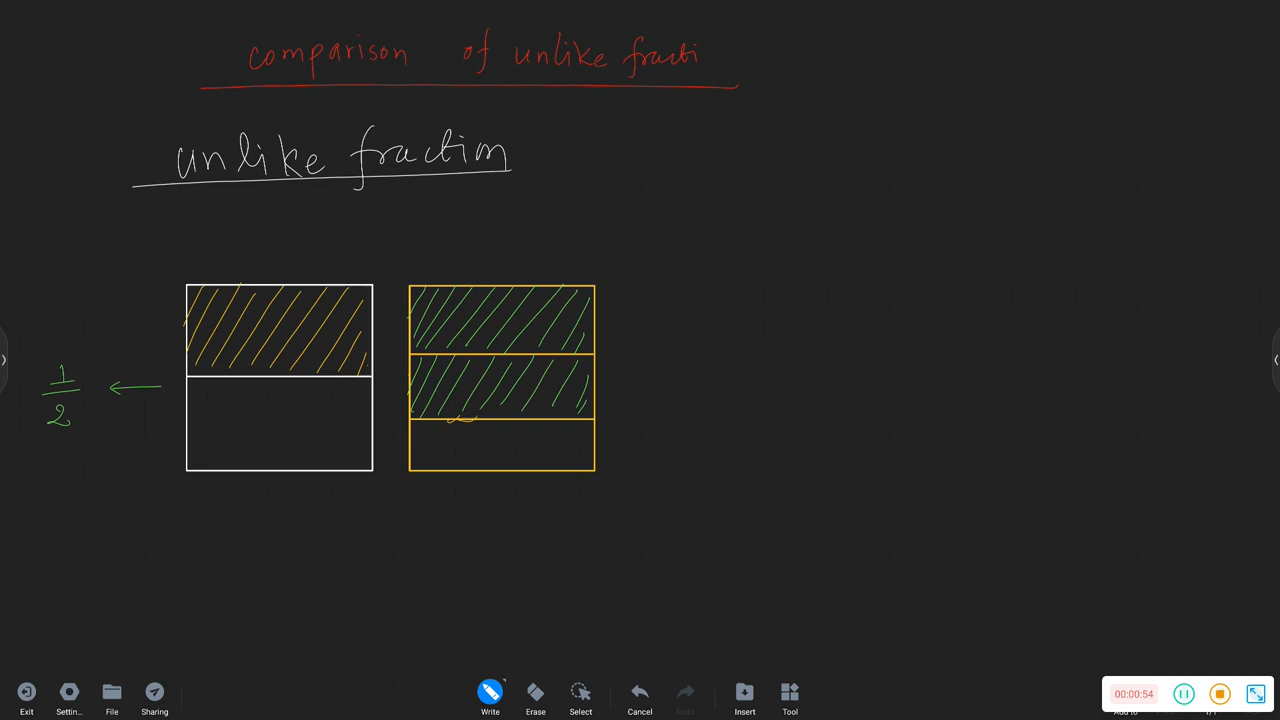 comparison of unlike fracti
unlike fraction
1
2
Exit Settin... File Sharing Write Erase Select Cancel Redo Insert Tool
00:00:54